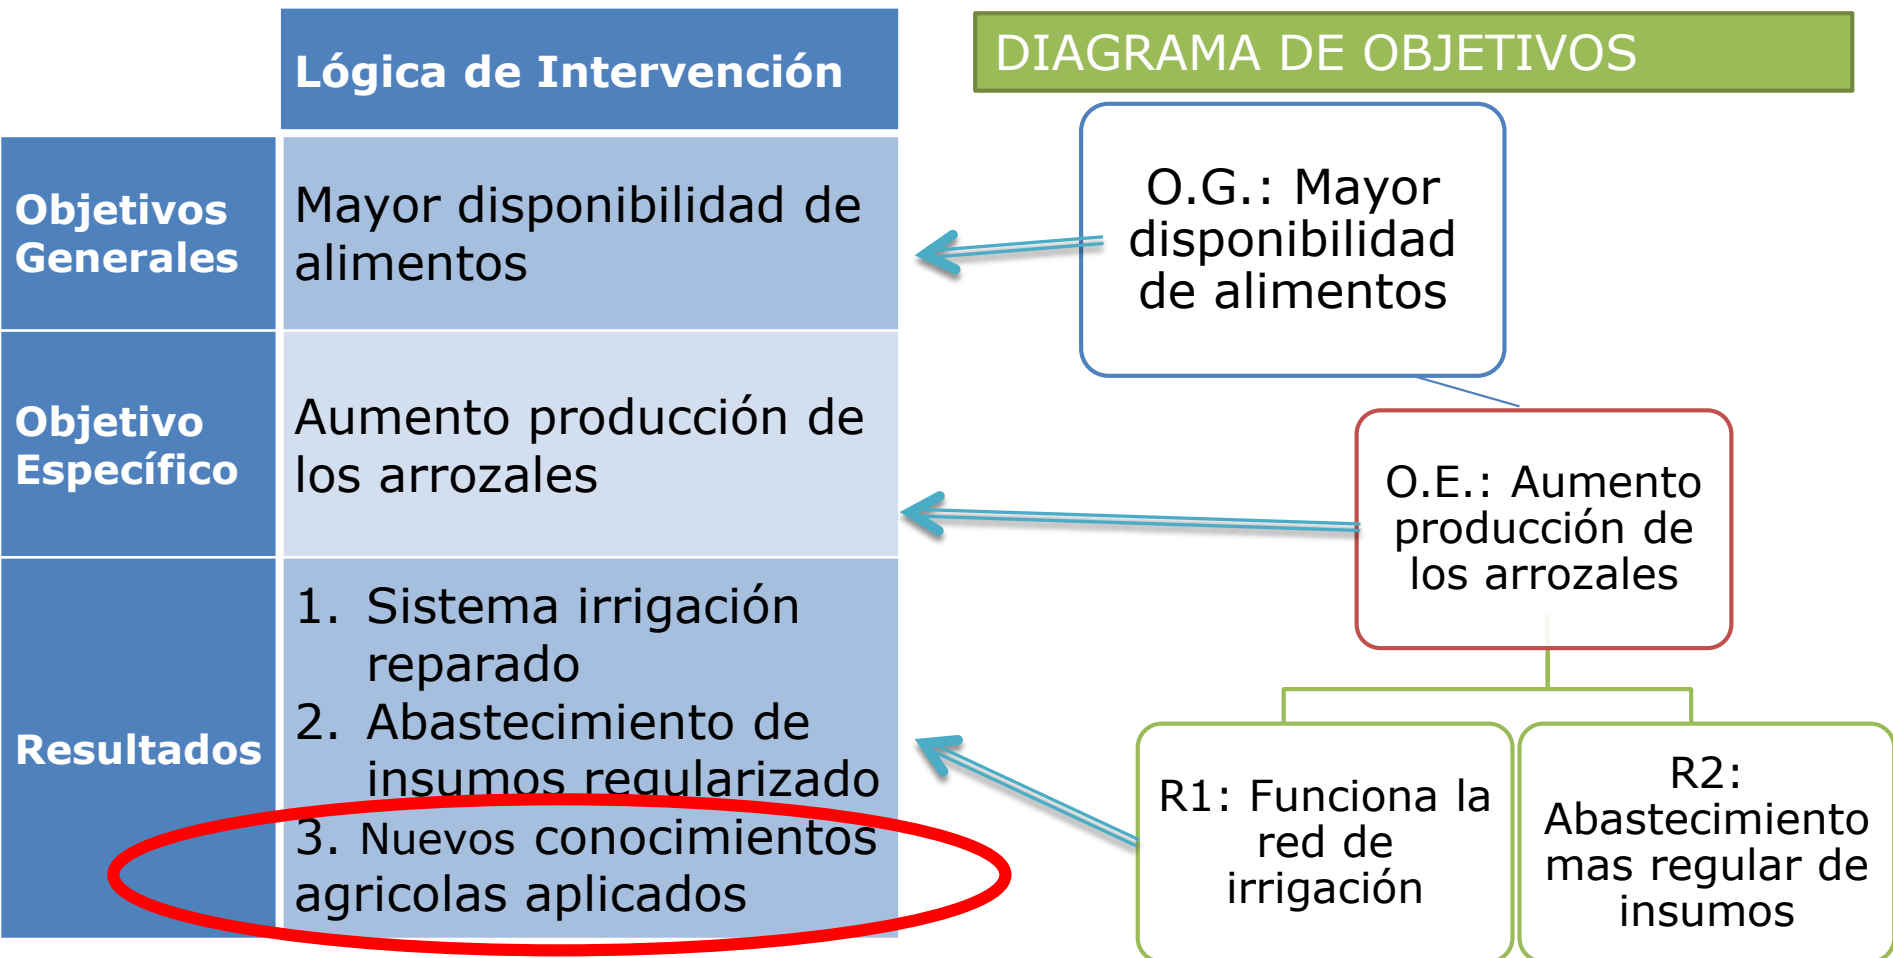 Lógica de Intervención
DIAGRAMA DE OBJETIVOS
Objetivos
Generales
Mayor disponibilidad de
alimentos
O.G.: Mayor
disponibilidad
de alimentos
Objetivo
Específico
Aumento producción de
los arrozales
O.E.: Aumento
producción de
los arrozales
Resultados
1. Sistema irrigación
reparado
2. Abastecimiento de
insumos regularizado
3. Nuevos conocimientos
agricolas aplicados
R1: Funciona la
red de
irrigación
R2:
Abastecimiento
mas regular de
insumos